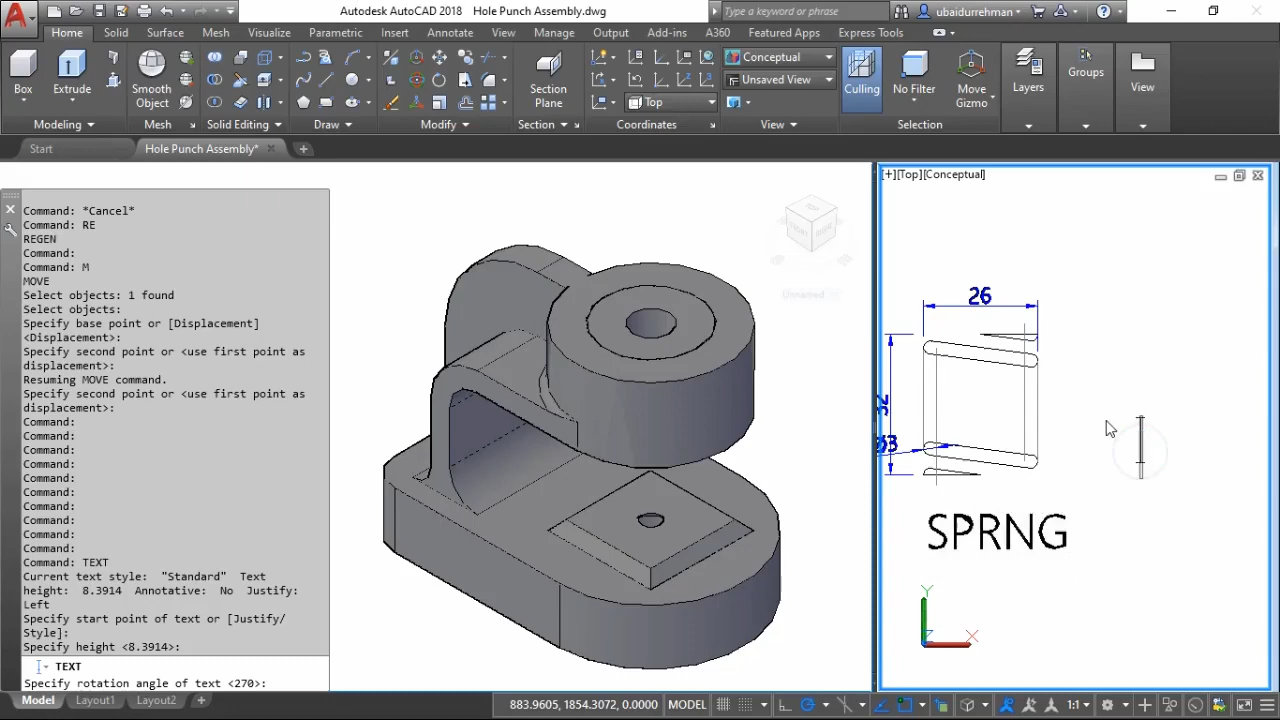 Autodesk AutoCAD 2018 Hole Punch Assembly.dwg
Type a keyword or phrase
ubaidurrehman
Home Solid Surface Mesh Visualize Parametric Insert Annotate View Manage Output Add-ins A360 Featured Apps Express Tools
Box
Extrude
Smooth Object
Section Plane
Conceptual
Unsaved View
Top
Culling
No Filter
Move Gizmo
Layers
Groups
View
Modeling Mesh Solid Editing Draw Modify Section Coordinates View Selection
Start
Hole Punch Assembly*
Command: *Cancel*
Command: RE
REGEN
Command:
Command: M
MOVE
Select objects: 1 found
Select objects:
Specify base point or [Displacement]
<Displacement>:
Specify second point or <use first point as
displacement>:
Resuming MOVE command.
Specify second point or <use first point as
displacement>:
Command:
Command:
Command:
Command:
Command:
Command:
Command:
Command:
Command:
Command:
Command: TEXT
Current text style: "Standard" Text
height: 8.3914 Annotative: No Justify:
Left
Specify start point of text or [Justify/
Style]:
Specify height <8.3914>:
TEXT
Specify rotation angle of text <270>:
TOP
FRONT
RIGHT
Unnamed
[+][Top][Conceptual]
26
32
Ø3
SPRNG
Y
Z
X
Model Layout1 Layout2
883.9605, 1854.3072, 0.0000 MODEL
1:1